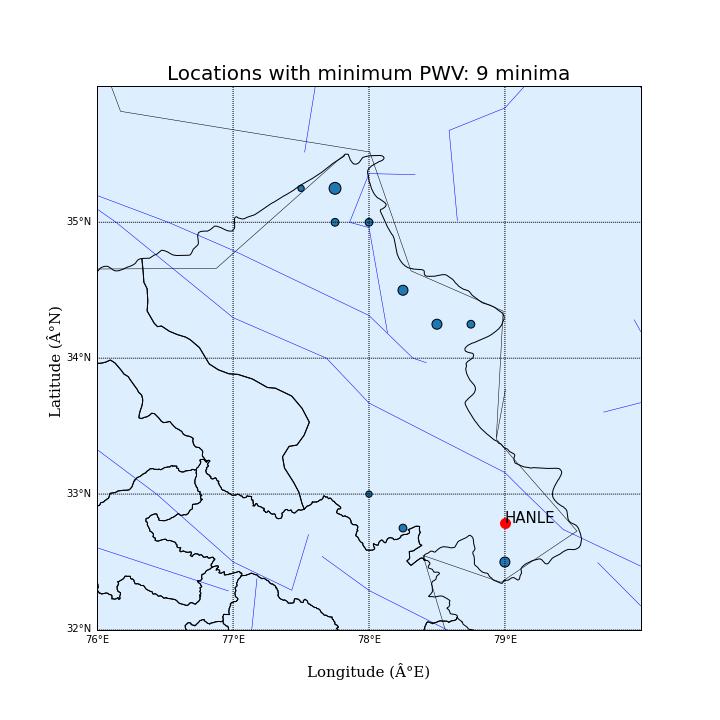 Locations with minimum PWV: 9 minima
35°N
34°N
33°N
32°N
HANLE
76°E
77°E
78°E
79°E
Latitude (Â°N)
Longitude (Â°E)